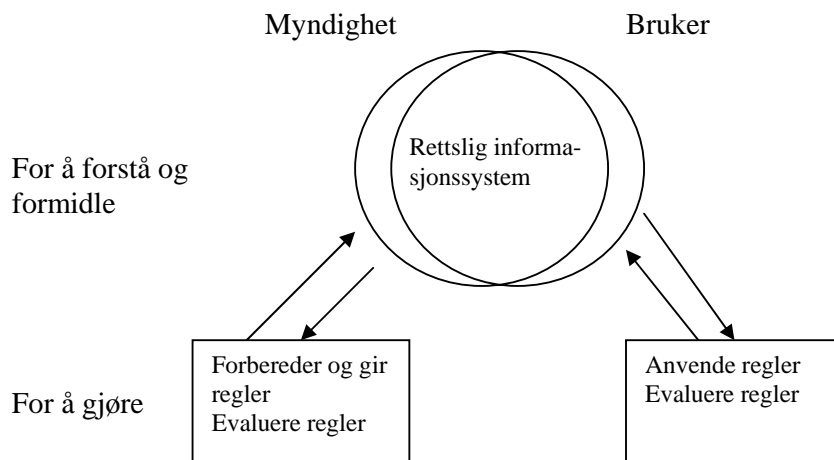 Myndighet
Bruker
Rettslig informa-
sjonssystem
For å forstå og
formidle
Forbereder og gir
regler
Evaluere regler
Anvende regler
Evaluere regler
For å gjøre